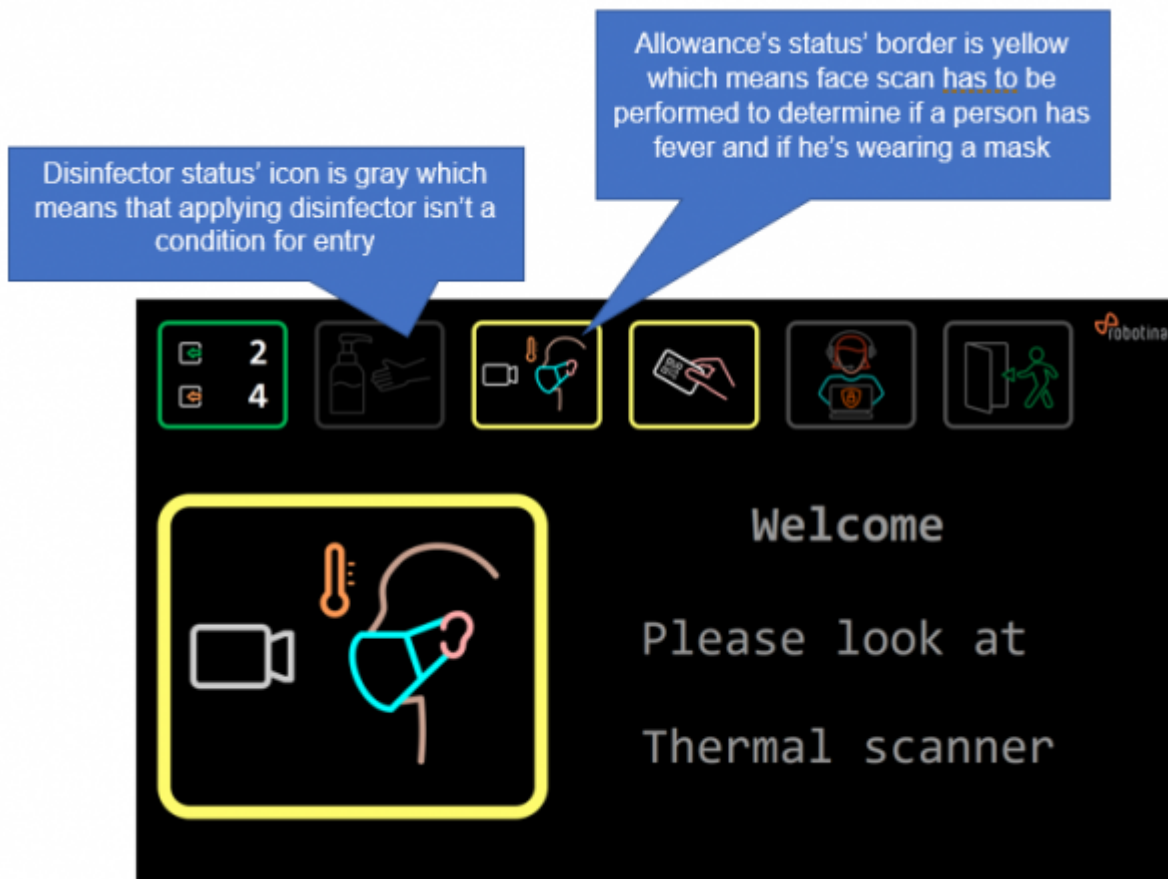 Allowance’s status’ border is yellow
which means face scan has to be
performed to determine if a person has
fever and if he’s wearing a mask
Disinfector status’ icon is gray which
means that applying disinfector isn’t a
condition for entry
2
4
robotina
Welcome
Please look at
Thermal scanner